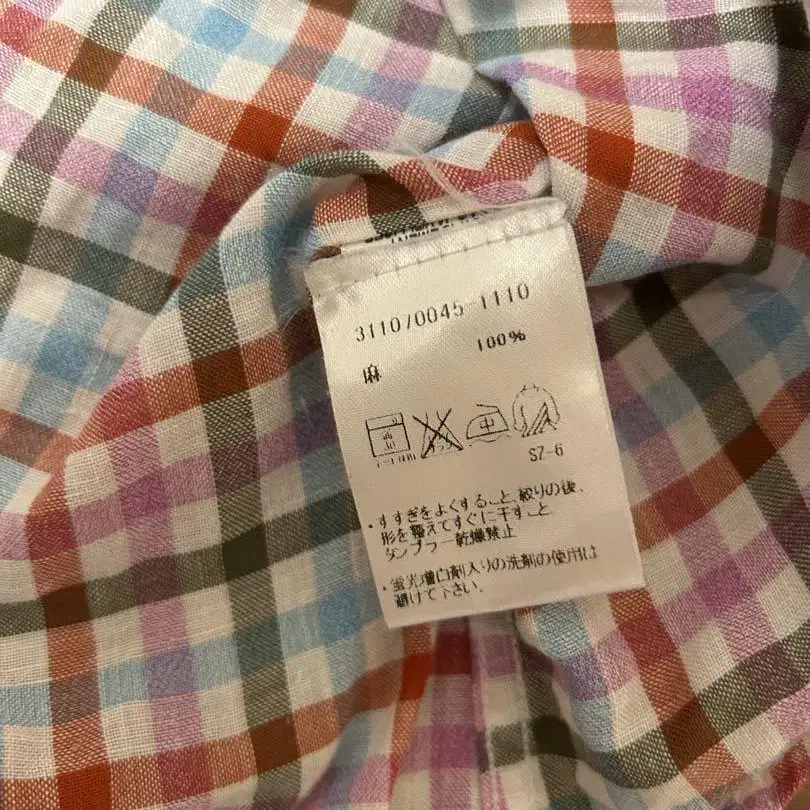 3110/0045-1110
麻 100%
弱
30
中
SZ-6
・すすぎをよくすること、絞りの後、
形を整えてすぐに干すこと
タンブラー乾燥禁止
・蛍光増白剤入りの洗剤の使用は
避けて下さい。